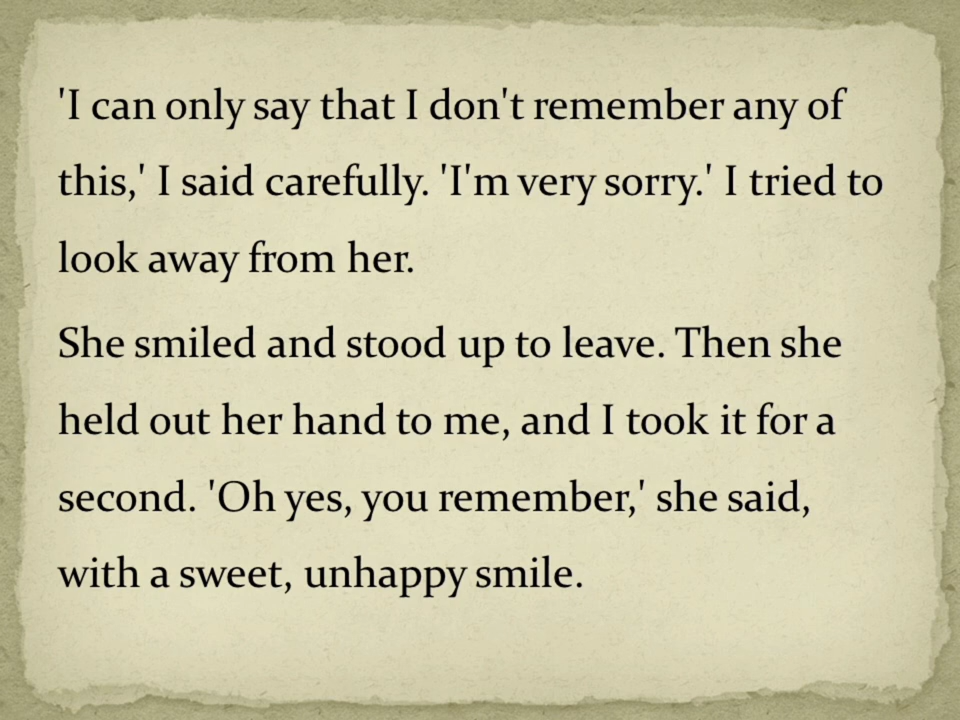 'I can only say that I don't remember any of
this,' I said carefully. 'I'm very sorry.' I tried to
look away from her.
She smiled and stood up to leave. Then she
held out her hand to me, and I took it for a
second. 'Oh yes, you remember,' she said,
with a sweet, unhappy smile.